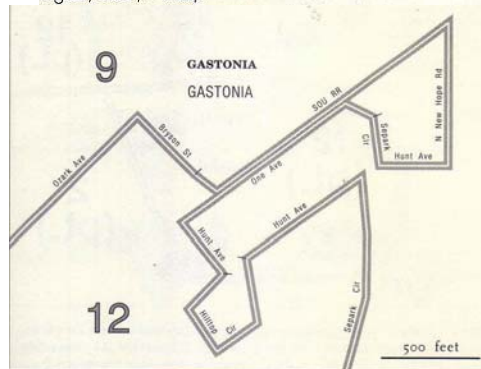 9
GASTONIA
GASTONIA
SOU RR
N New Hope Rd
Bryson St
Separk Cir
Ozark Ave
One Ave
Hunt Ave
Hunt Ave
Hunt Ave
Hilltop Cir
Separk Cir
12
500 feet